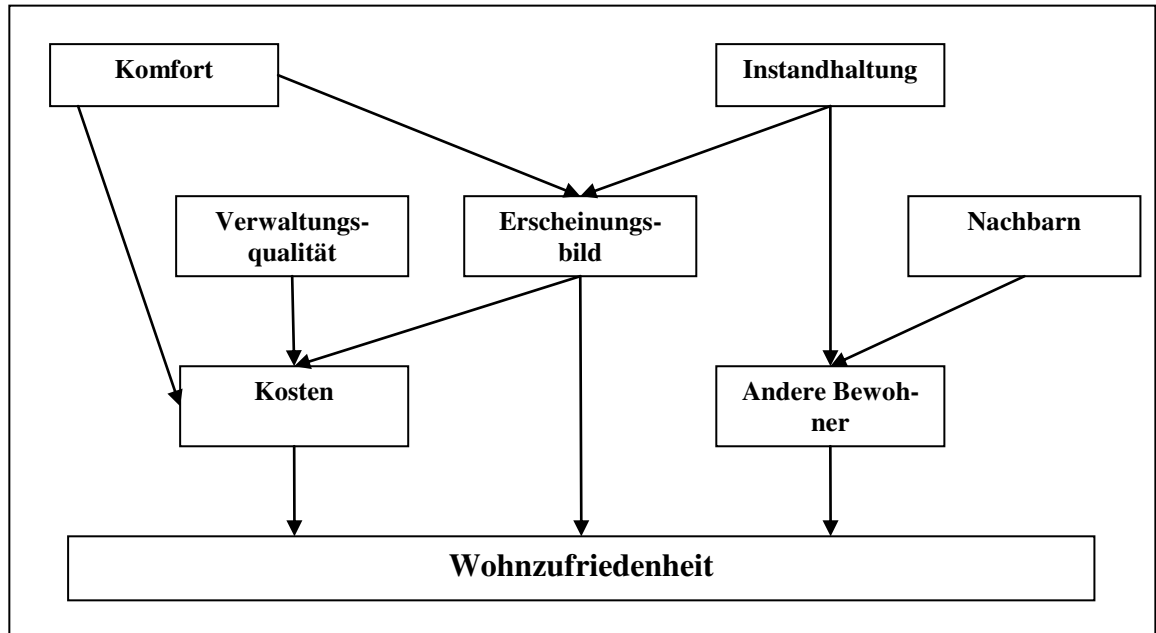 Komfort
Instandhaltung
Verwaltungs-
qualität
Erscheinungs-
bild
Nachbarn
Kosten
Andere Bewoh-
ner
Wohnzufriedenheit